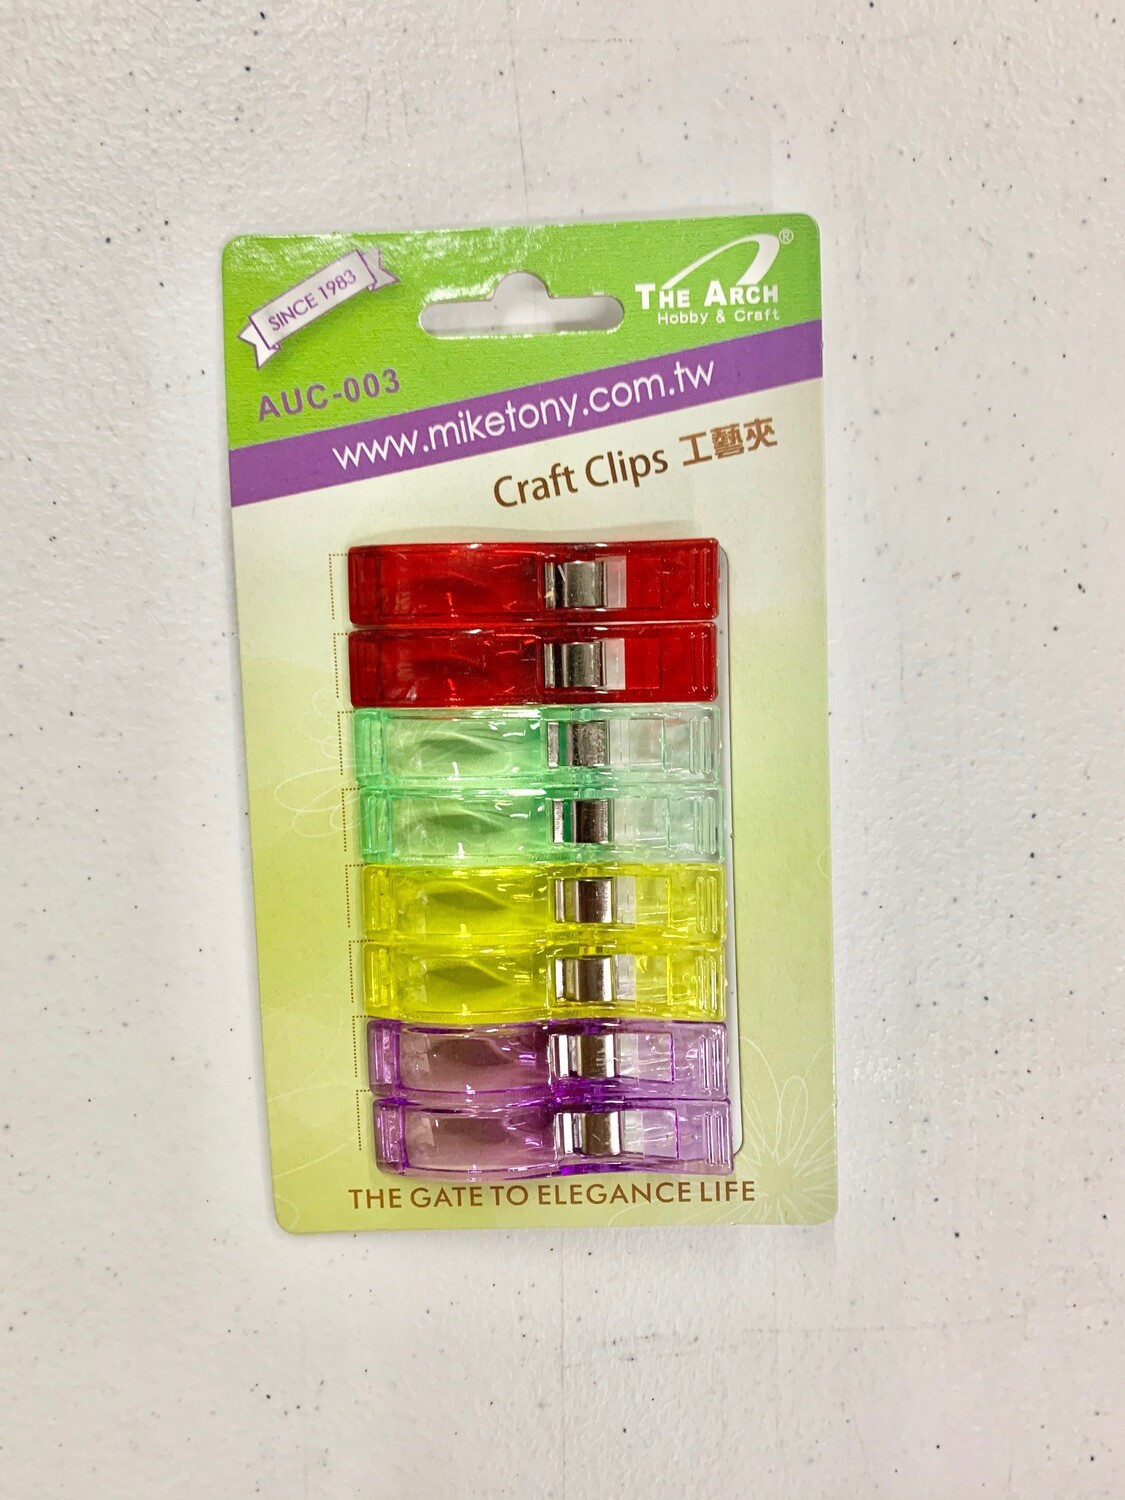 SINCE 1983
THE ARCH®
Hobby & Craft
AUC-003
www.miketony.com.tw
Craft Clips 工藝夾
THE GATE TO ELEGANCE LIFE